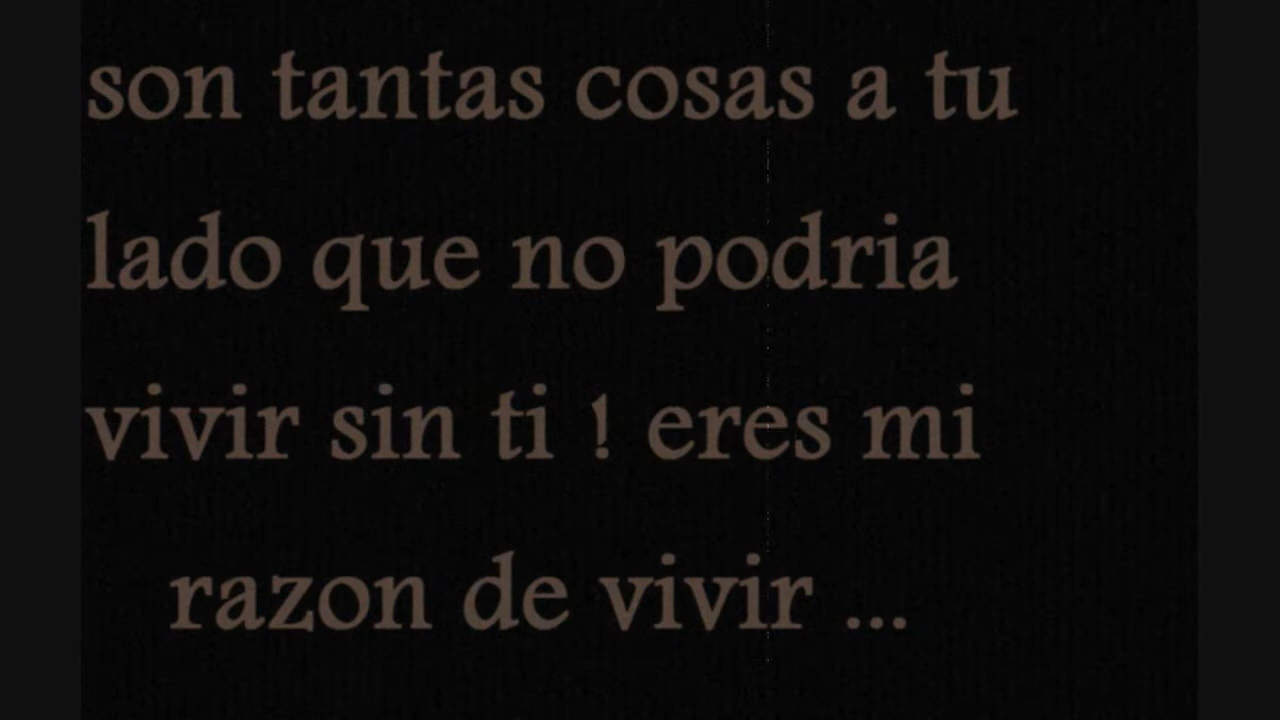 son tantas cosas a tu
lado que no podria
vivir sin ti ! eres mi
razon de vivir ...